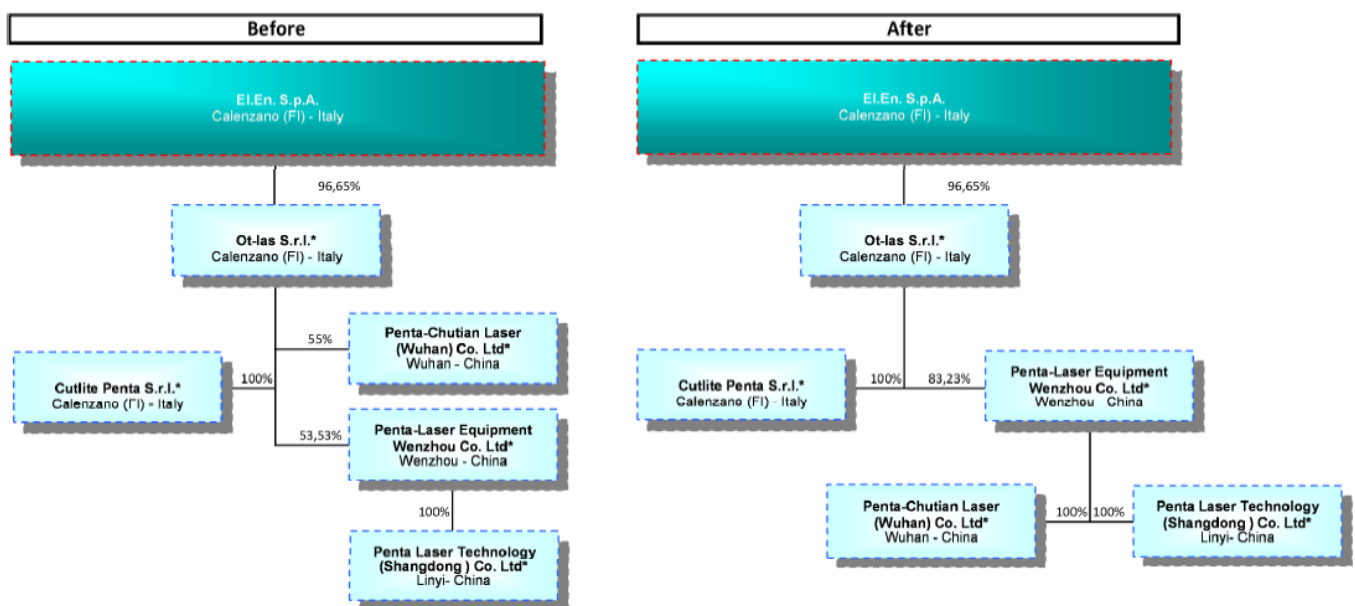 Before
El.En. S.p.A.
Calenzano (FI) - Italy
96,65%
Ot-las S.r.l.*
Calenzano (FI) - Italy
55%
Penta-Chutian Laser
(Wuhan) Co. Ltd*
Wuhan - China
100%
Cutlite Penta S.r.l.*
Calenzano (FI) - Italy
53,53%
Penta-Laser Equipment
Wenzhou Co. Ltd*
Wenzhou - China
100%
Penta Laser Technology
(Shangdong ) Co. Ltd*
Linyi- China
After
El.En. S.p.A.
Calenzano (FI) - Italy
96,65%
Ot-las S.r.l.*
Calenzano (FI) - Italy
Cutlite Penta S.r.l.*
Calenzano (FI) - Italy
100%
83,23%
Penta-Laser Equipment
Wenzhou Co. Ltd*
Wenzhou - China
Penta-Chutian Laser
(Wuhan) Co. Ltd*
Wuhan - China
100%
100%
Penta Laser Technology
(Shangdong ) Co. Ltd*
Linyi- China